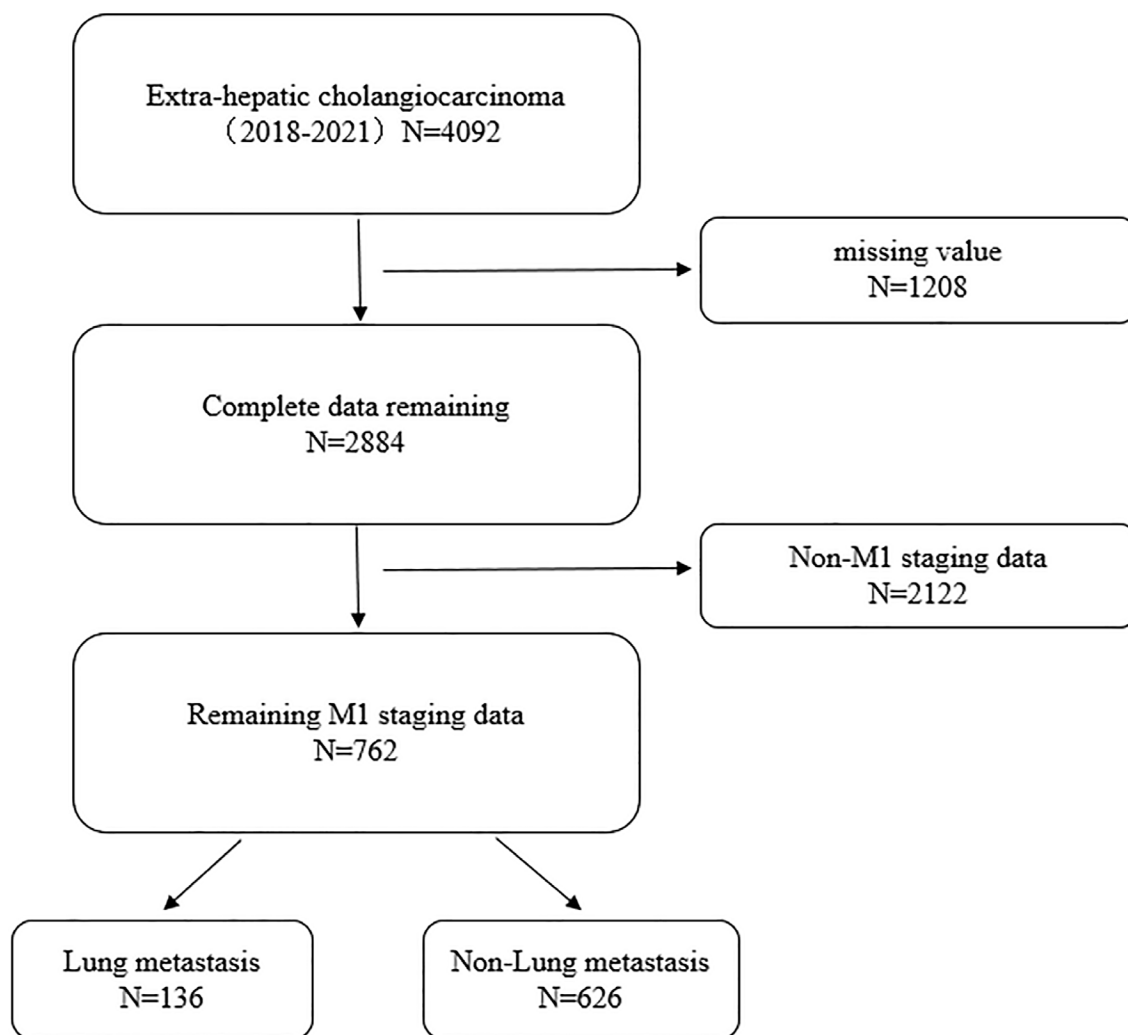 Extra-hepatic cholangiocarcinoma
（2018-2021）N=4092
missing value
N=1208
Complete data remaining
N=2884
Non-M1 staging data
N=2122
Remaining M1 staging data
N=762
Lung metastasis
N=136
Non-Lung metastasis
N=626